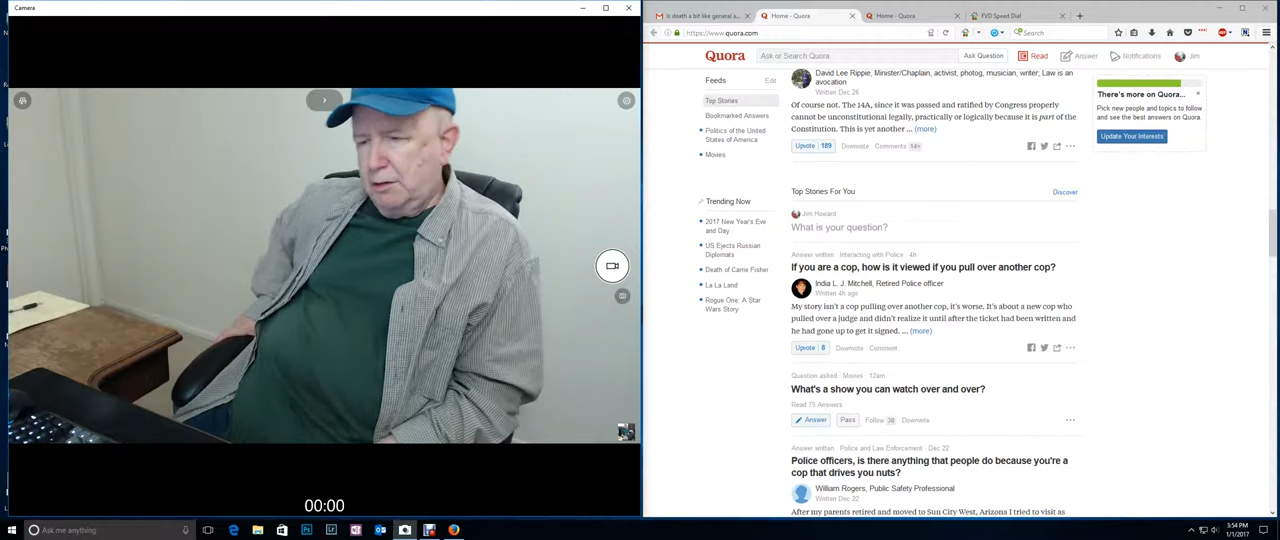 Camera
00:00
Is death a bit like general a...
Home - Quora
Home - Quora
FVD Speed Dial
https://www.quora.com
Search
Quora
Ask or Search Quora
Ask Question
Read
Answer
Notifications
Jim
Feeds
Edit
Top Stories
Bookmarked Answers
Politics of the United
States of America
Movies
Trending Now
2017 New Year's Eve
and Day
US Ejects Russian
Diplomats
Death of Carrie Fisher
La La Land
Rogue One: A Star
Wars Story
David Lee Rippie, Minister/Chaplain, activist, photog, musician, writer; Law is an
avocation
Written Dec 26
Of course not. The 14A, since it was passed and ratified by Congress properly
cannot be unconstitutional legally, practically or logically because it is part of the
Constitution. This is yet another ... (more)
Upvote 189 Downvote Comments 14+
Top Stories For You
Discover
Jim Howard
What is your question?
Answer written · Interacting with Police · 4h
If you are a cop, how is it viewed if you pull over another cop?
India L. J. Mitchell, Retired Police officer
Written 4h ago
My story isn't a cop pulling over another cop, it's worse. It's about a new cop who
pulled over a judge and didn't realize it until after the ticket had been written and
he had gone up to get it signed. ... (more)
Upvote 8 Downvote Comment
Question asked · Movies · 12am
What's a show you can watch over and over?
Read 75 Answers
Answer Pass Follow 38 Downvote
Answer written · Police and Law Enforcement · Dec 22
Police officers, is there anything that people do because you're a
cop that drives you nuts?
William Rogers, Public Safety Professional
Written Dec 22
After my parents retired and moved to Sun City West, Arizona I tried to visit as
There's more on Quora...
Pick new people and topics to follow
and see the best answers on Quora.
Update Your Interests
Ask me anything
3:54 PM
1/1/2017